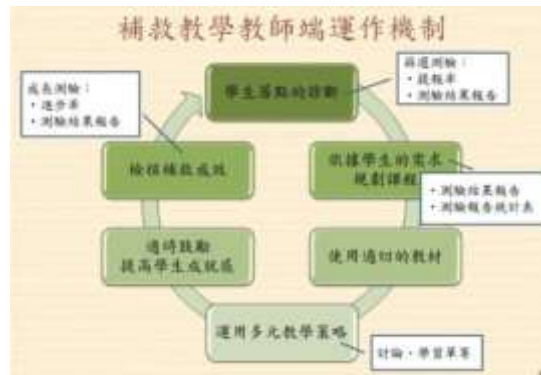 補救教學教師端運作機制
篩選測驗：
・提報率
・測驗結果報告
學生落點的診斷
成長測驗：
・進步率
・測驗結果報告
檢核補救成效
依據學生的需求
規劃課程
・測驗結果報告
・測驗報告統計表
適時鼓勵
提高學生成就感
使用適切的教材
運用多元教學策略
討論、學習單等